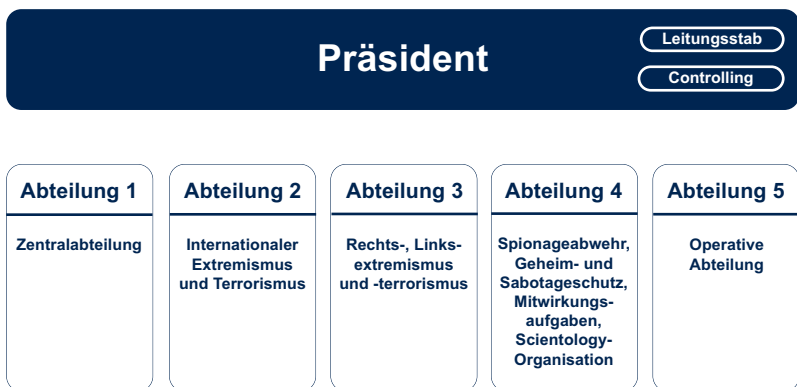 Präsident
Leitungsstab
Controlling
Abteilung 1
Zentralabteilung
Abteilung 2
Internationaler
Extremismus
und Terrorismus
Abteilung 3
Rechts-, Links-
extremismus
und -terrorismus
Abteilung 4
Spionageabwehr,
Geheim- und
Sabotageschutz,
Mitwirkungs-
aufgaben,
Scientology-
Organisation
Abteilung 5
Operative
Abteilung